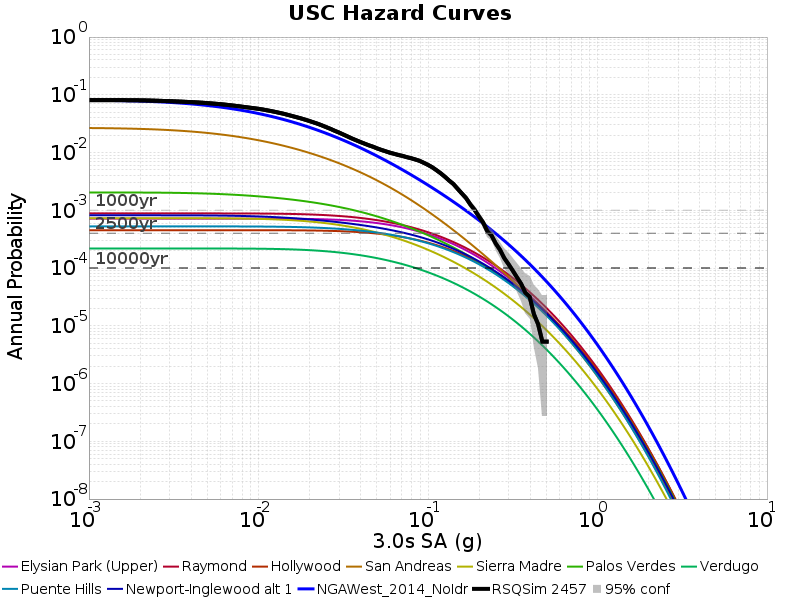 USC Hazard Curves
10^0
10^-1
10^-2
10^-3
10^-4
10^-5
10^-6
10^-7
10^-8
Annual Probability
1000yr
2500yr
10000yr
10^-3 10^-2 10^-1 10^0 10^1
3.0s SA (g)
Elysian Park (Upper) Raymond Hollywood San Andreas Sierra Madre Palos Verdes Verdugo
Puente Hills Newport-Inglewood alt 1 NGAWest_2014_NoIdr RSQSim 2457 95% conf